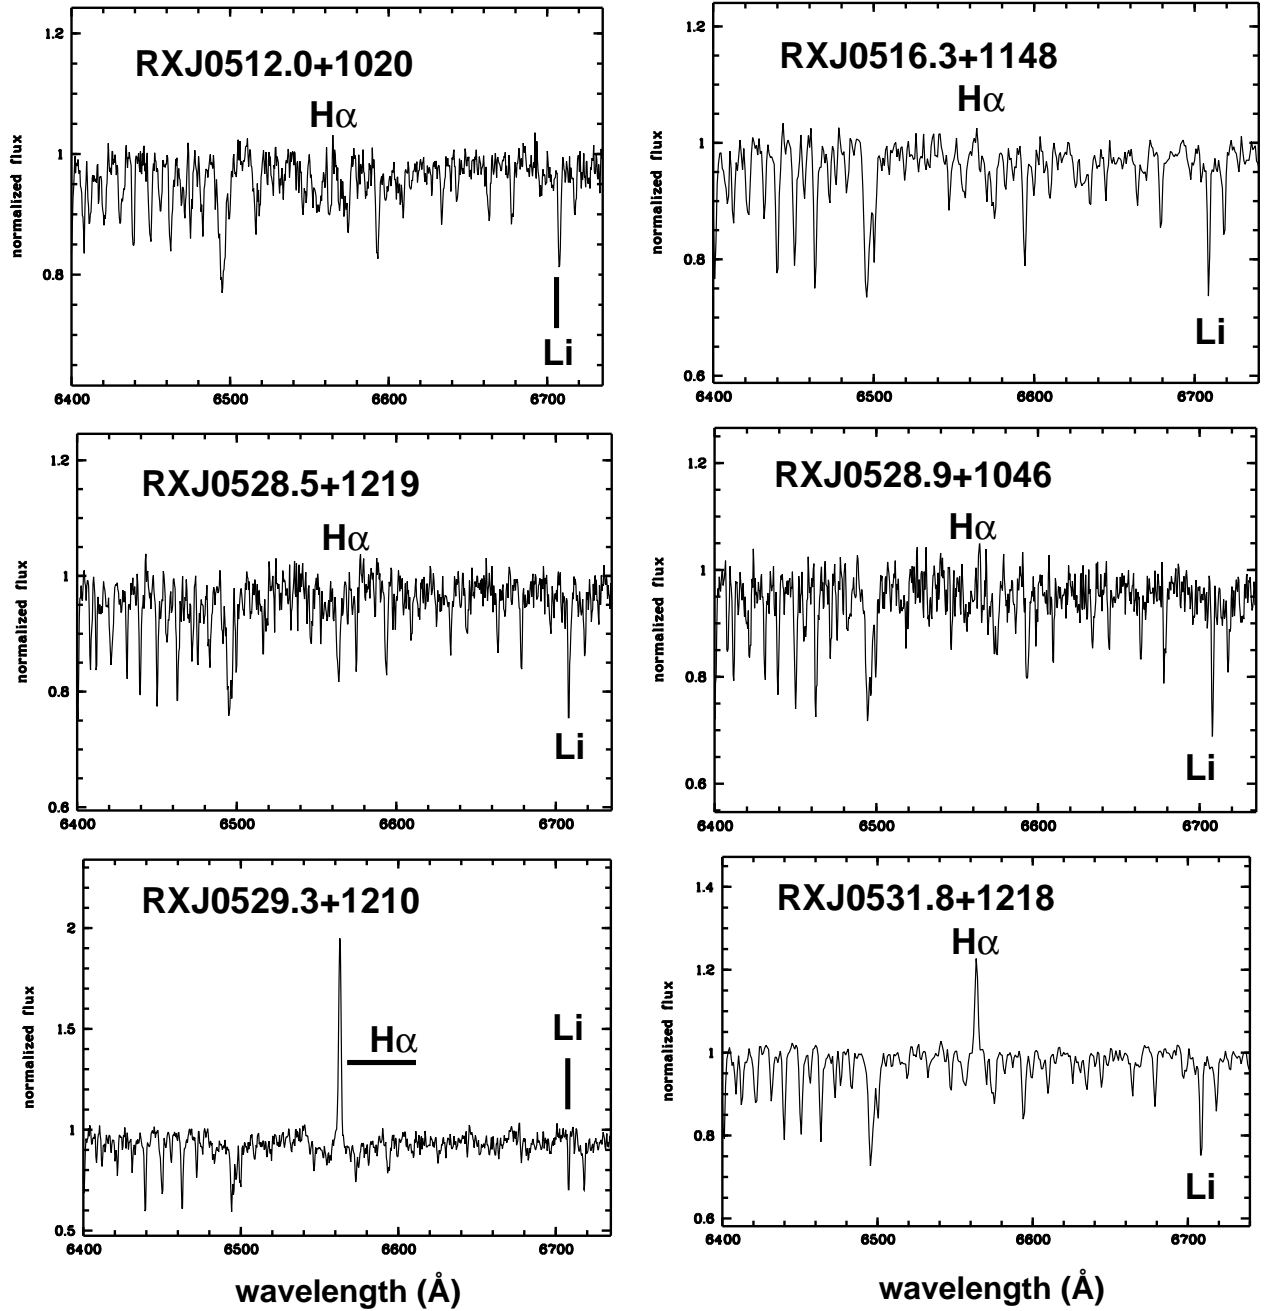 RXJ0512.0+1020
Hα
normalized flux
1.2
1
0.8
Li
6400 6500 6600 6700
RXJ0516.3+1148
Hα
normalized flux
1.2
1
0.8
0.6
Li
6400 6500 6600 6700
RXJ0528.5+1219
Hα
normalized flux
1.2
1
0.8
0.6
Li
6400 6500 6600 6700
RXJ0528.9+1046
Hα
normalized flux
1.2
1
0.8
0.6
Li
6400 6500 6600 6700
RXJ0529.3+1210
normalized flux
2
1.5
1
0.5
Hα
Li
6400 6500 6600 6700
wavelength (Å)
RXJ0531.8+1218
Hα
normalized flux
1.4
1.2
1
0.8
0.6
Li
6400 6500 6600 6700
wavelength (Å)